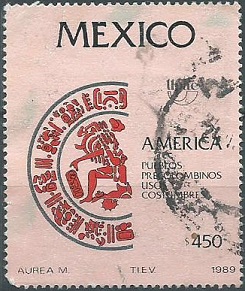 MEXICO
AMERICA
PUEBLOS
PRECOLOMBINOS
USOS Y
COSTUMBRES
450
AUREA M. T.I.E.V. 1989